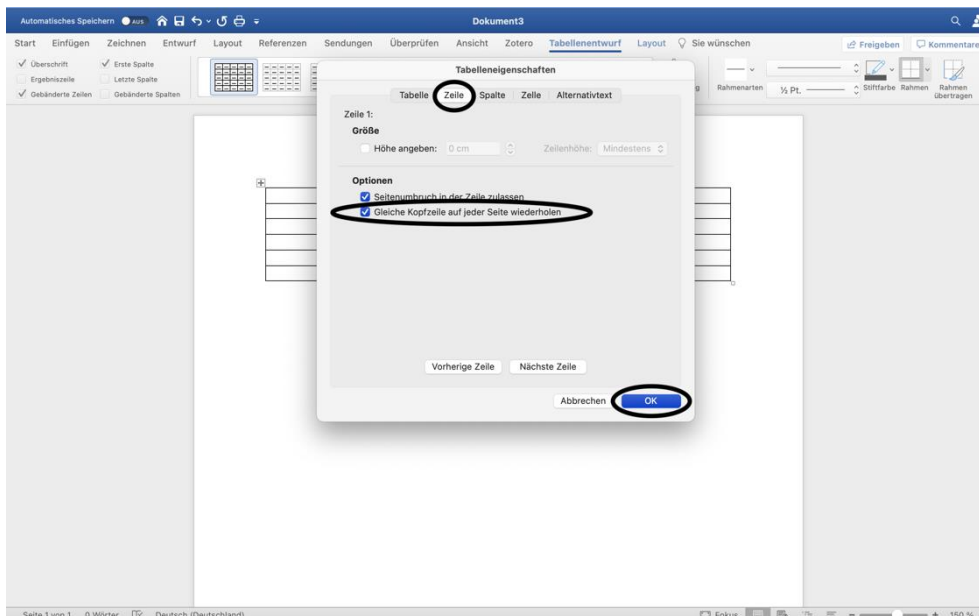 Automatisches Speichern AUS Dokument3
Start Einfügen Zeichnen Entwurf Layout Referenzen Sendungen Überprüfen Ansicht Zotero Tabellenentwurf Layout Sie wünschen Freigeben Kommentare
Überschrift Erste Spalte
Ergebniszeile Letzte Spalte
Gebänderte Zeilen Gebänderte Spalten
Rahmenarten ½ Pt. Stiftfarbe Rahmen Rahmen übertragen
Tabelleneigenschaften
Tabelle Zeile Spalte Zelle Alternativtext
Zeile 1:
Größe
Höhe angeben: 0 cm Zeilenhöhe: Mindestens
Optionen
Seitenumbruch in der Zeile zulassen
Gleiche Kopfzeile auf jeder Seite wiederholen
Vorherige Zeile Nächste Zeile
Abbrechen OK
Seite 1 von 1 0 Wörter Deutsch (Deutschland) Fokus 150 %